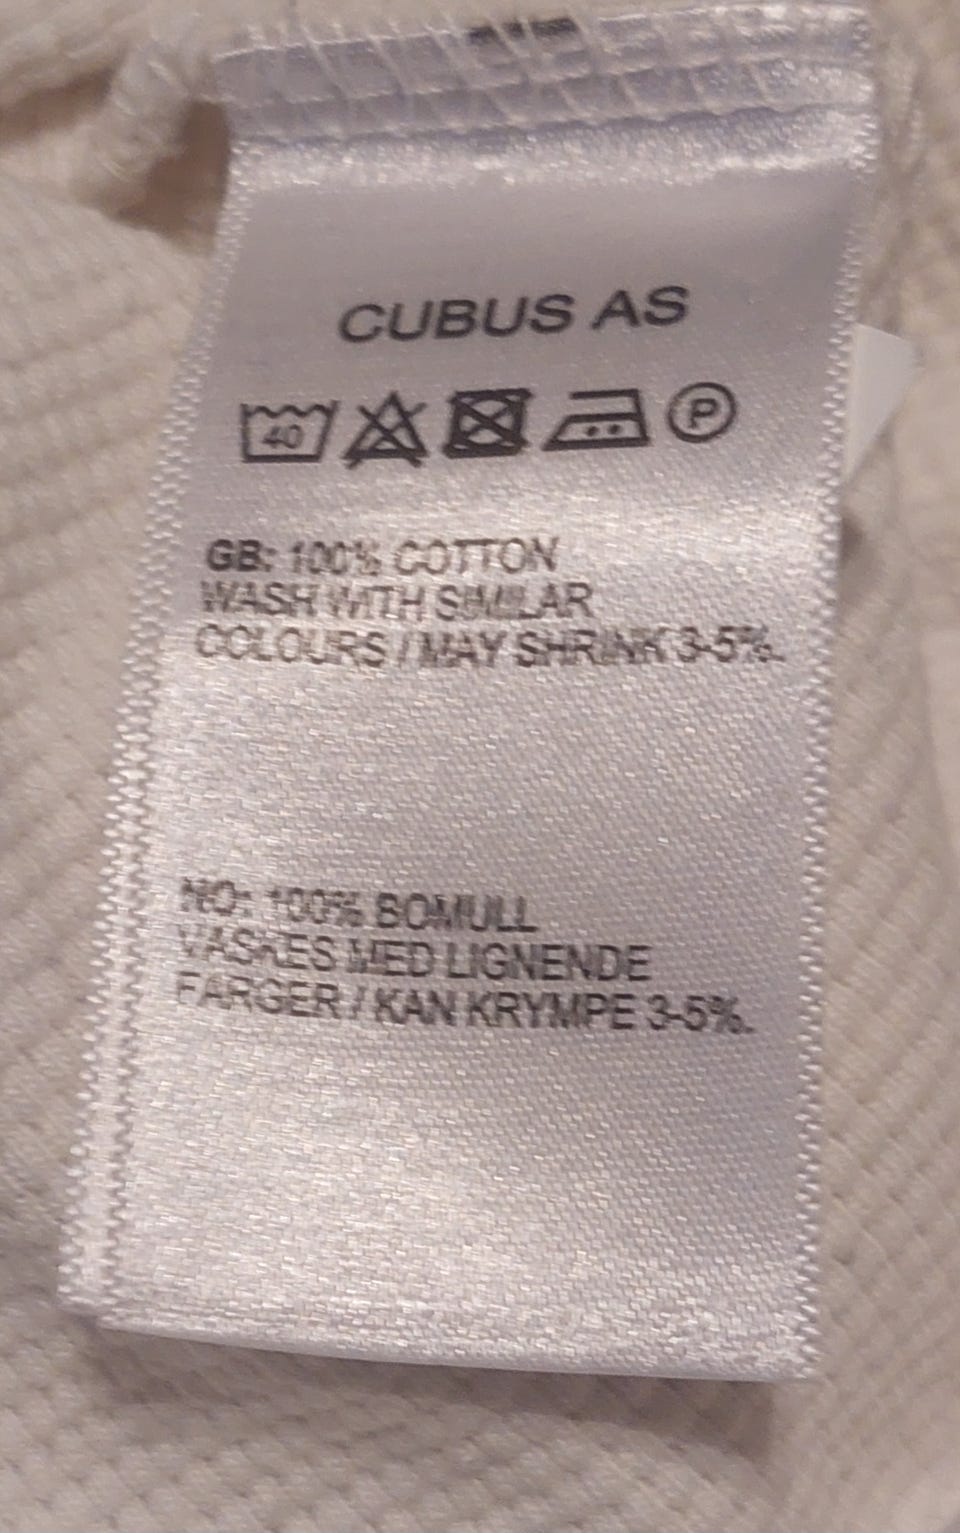 CUBUS AS
40 P
GB: 100% COTTON
WASH WITH SIMILAR
COLOURS / MAY SHRINK 3-5%.
NO: 100% BOMULL
VASKES MED LIGNENDE
FARGER / KAN KRYMPE 3-5%.